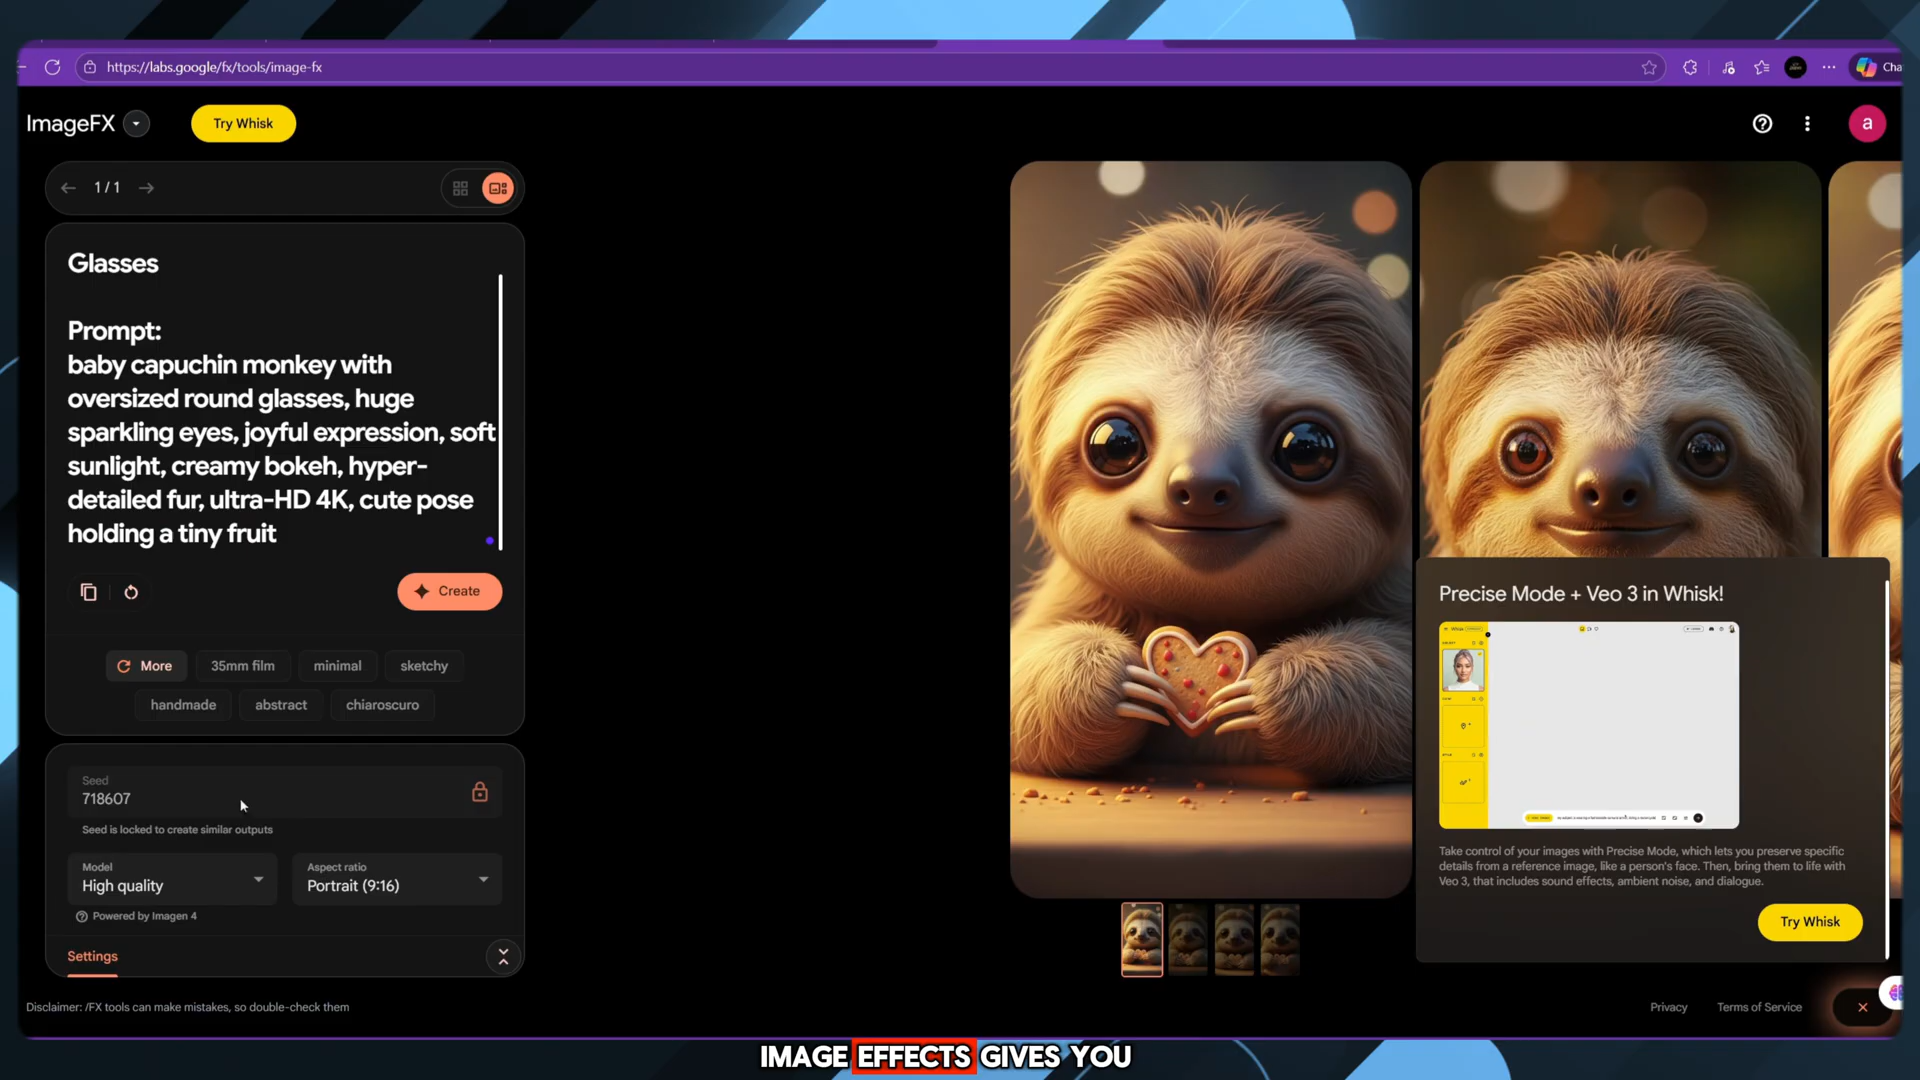 https://labs.google/fx/tools/image-fx
Cha
ImageFX
Try Whisk
a
1 / 1
Glasses
Prompt:
baby capuchin monkey with
oversized round glasses, huge
sparkling eyes, joyful expression, soft
sunlight, creamy bokeh, hyper-
detailed fur, ultra-HD 4K, cute pose
holding a tiny fruit
Create
More
35mm film
minimal
sketchy
handmade
abstract
chiaroscuro
Seed
718607
Seed is locked to create similar outputs
Model
High quality
Aspect ratio
Portrait (9:16)
Powered by Imagen 4
Settings
Precise Mode + Veo 3 in Whisk!
Take control of your images with Precise Mode, which lets you preserve specific
details from a reference image, like a person's face. Then, bring them to life with
Veo 3, that includes sound effects, ambient noise, and dialogue.
Try Whisk
Disclaimer: /FX tools can make mistakes, so double-check them
Privacy
Terms of Service
IMAGE EFFECTS GIVES YOU